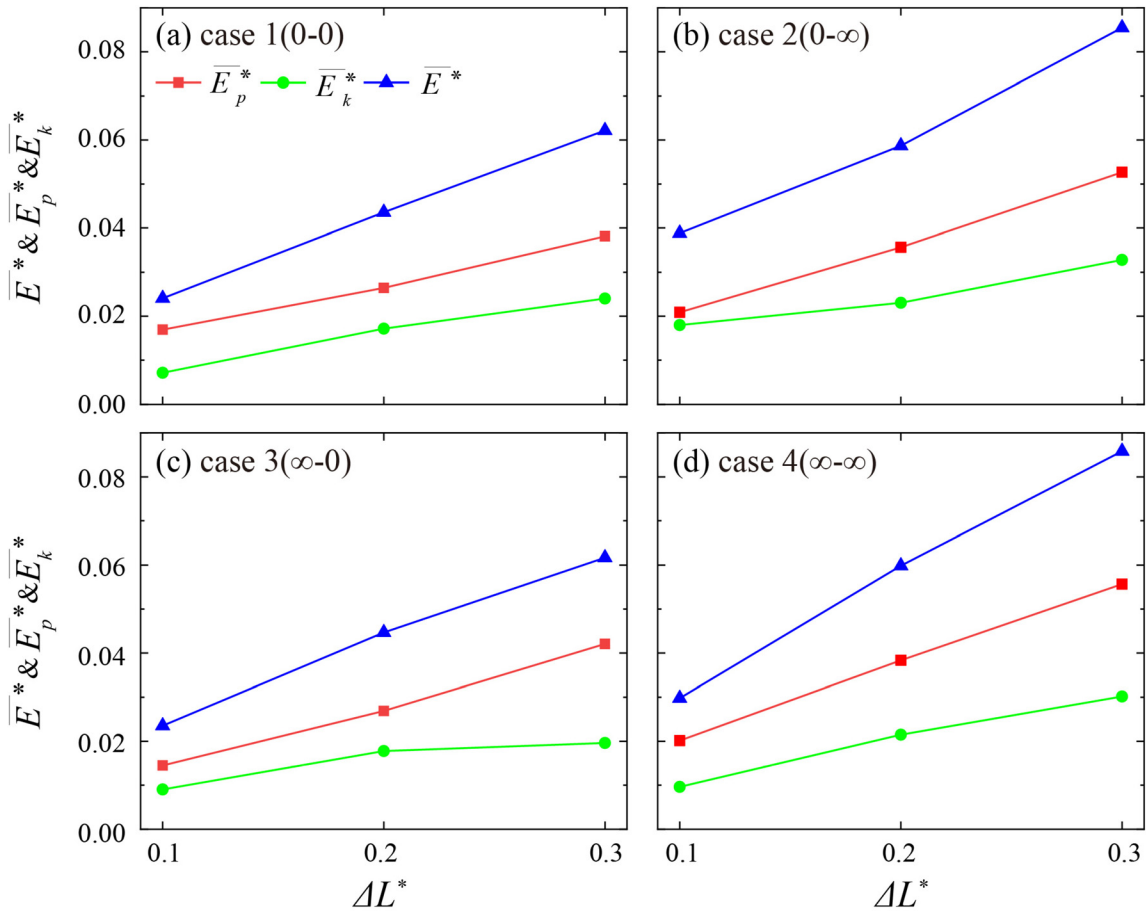 (a) case 1(0-0)
E̅p* E̅k* E̅*
(b) case 2(0-∞)
E̅* & E̅p* & E̅k*
0.08
0.06
0.04
0.02
0.00
(c) case 3(∞-0)
(d) case 4(∞-∞)
E̅* & E̅p* & E̅k*
0.08
0.06
0.04
0.02
0.00
0.1 0.2 0.3
0.1 0.2 0.3
ΔL*
ΔL*